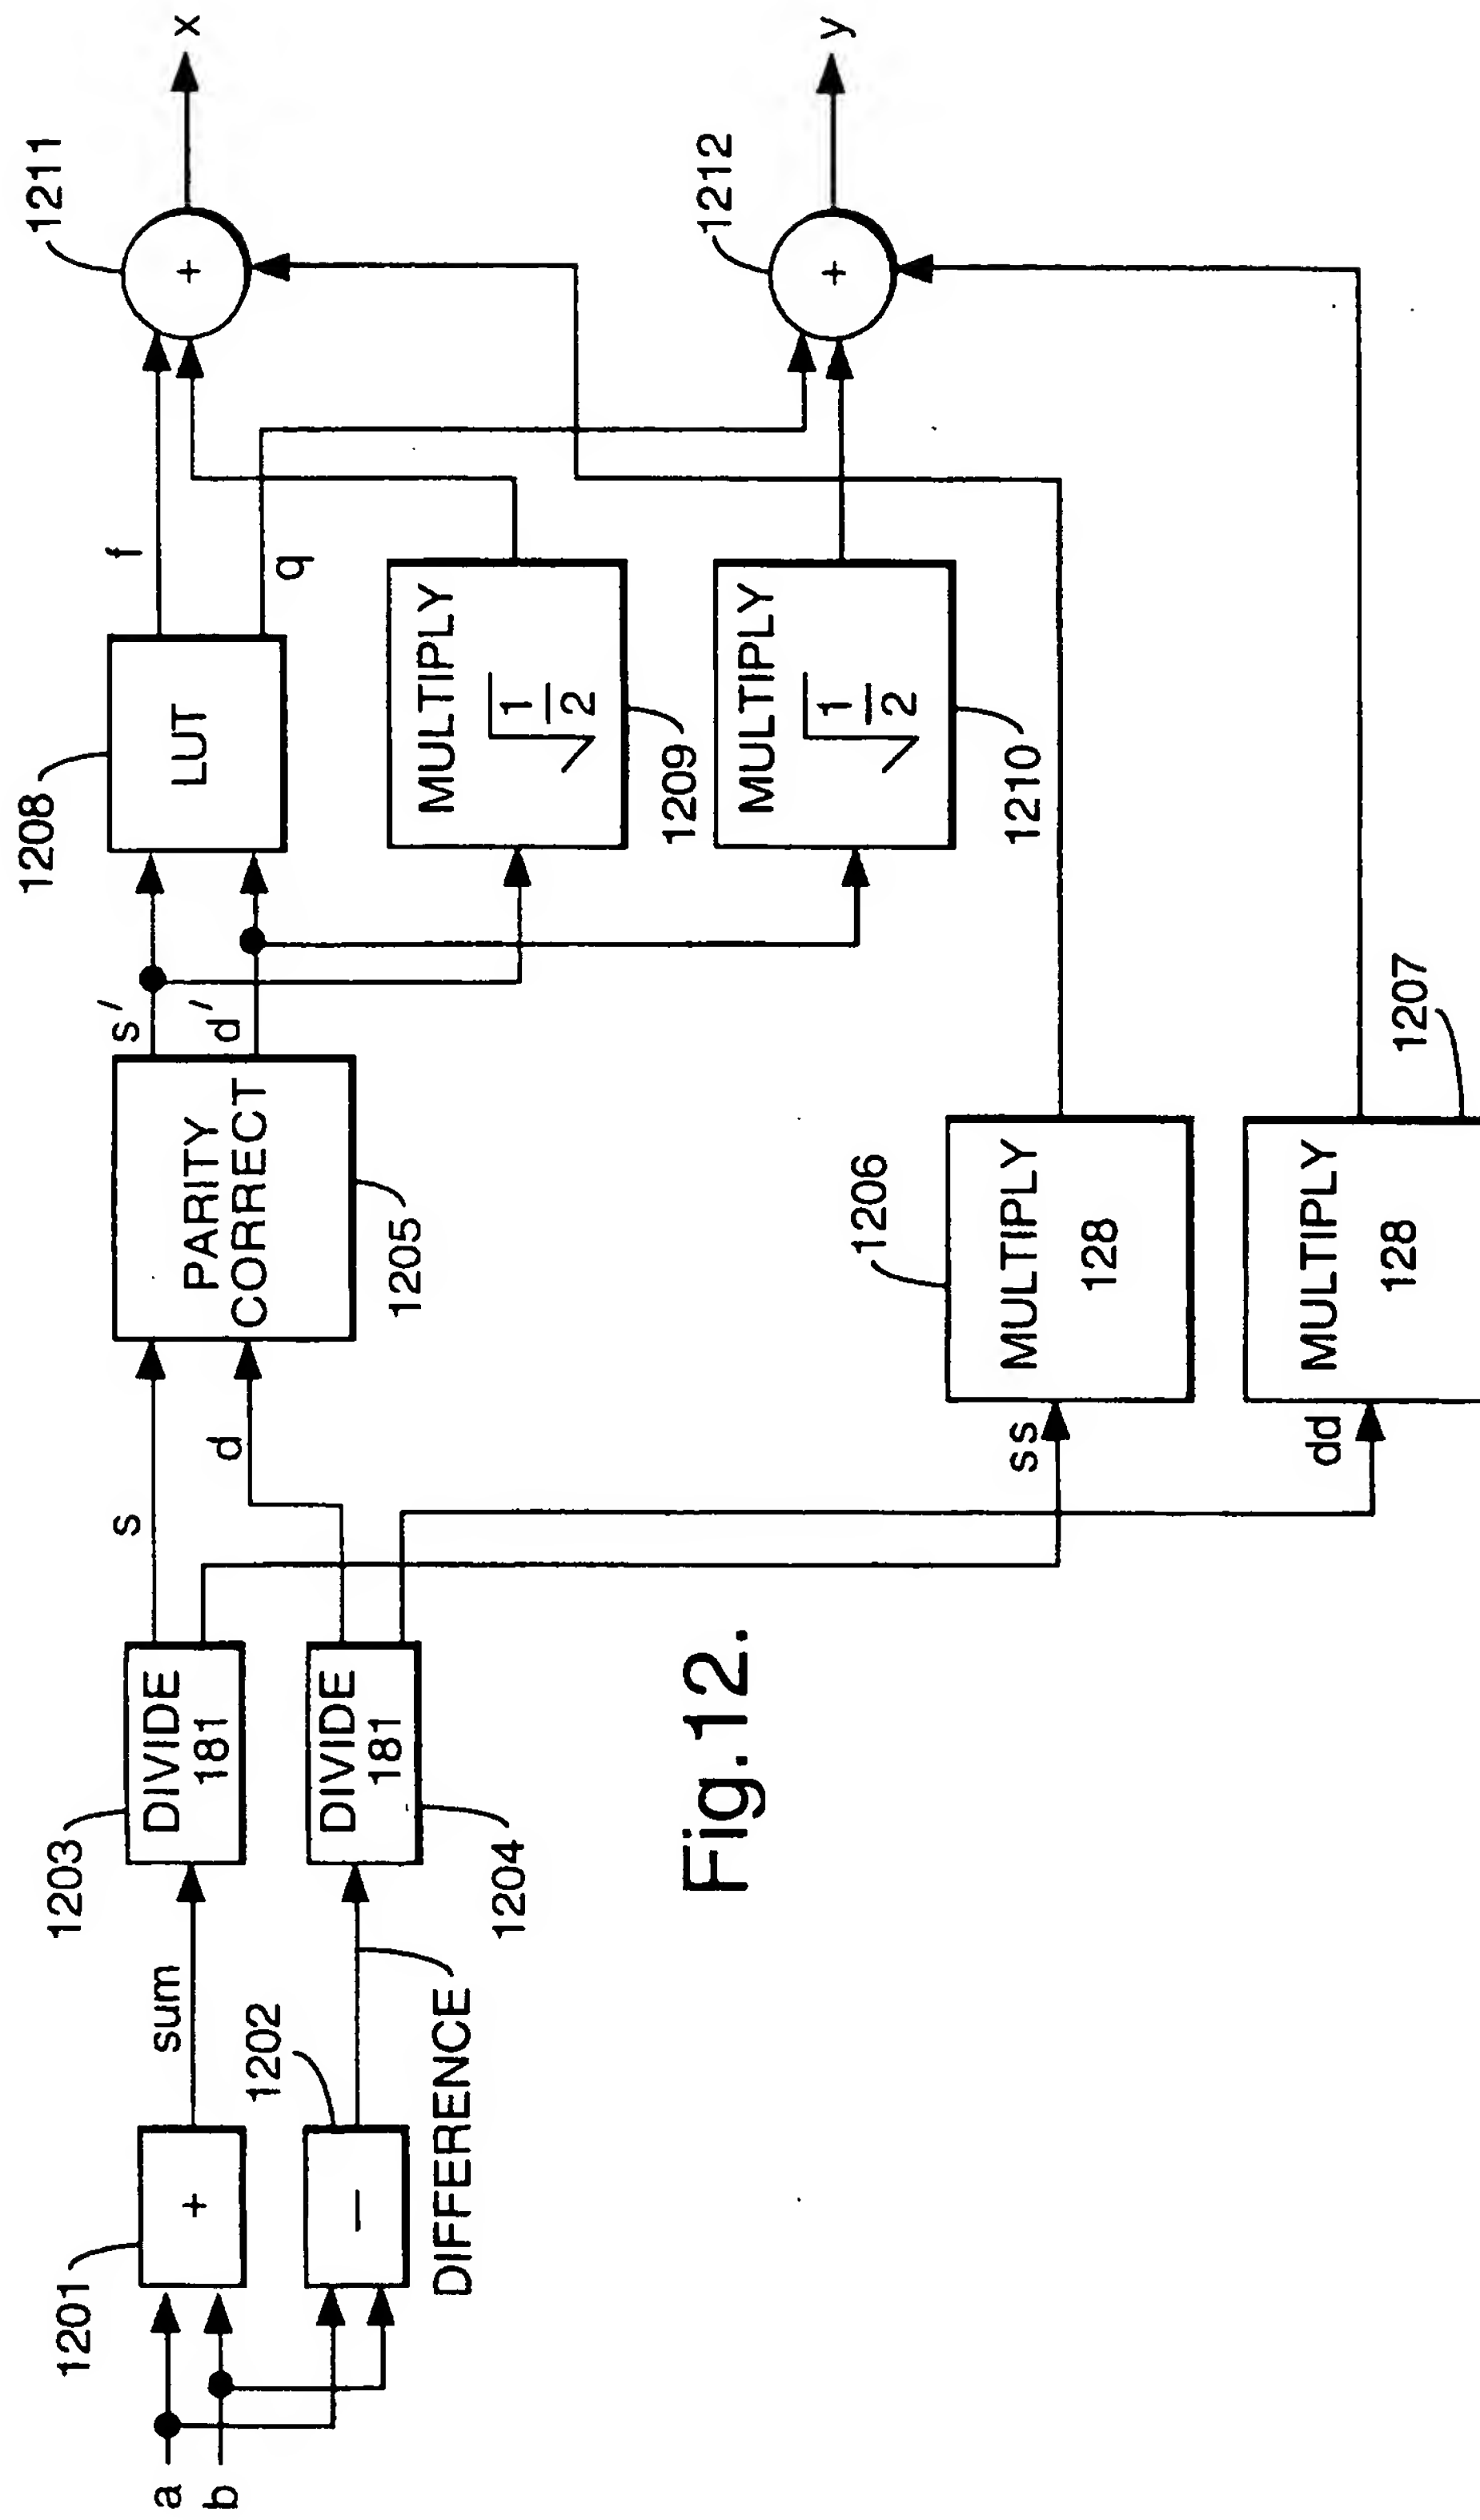 a
b
1201
+
1202
−
sum
DIFFERENCE
1203
DIVIDE
181
1204
DIVIDE
181
s
d
ss
dd
PARITY
CORRECT
1205
1206
MULTIPLY
128
1207
MULTIPLY
128
s′
d′
1208
LUT
f
q
MULTIPLY
√1/2
1209
MULTIPLY
√1/2
1210
1211
+
x
1212
+
y
Fig.12.